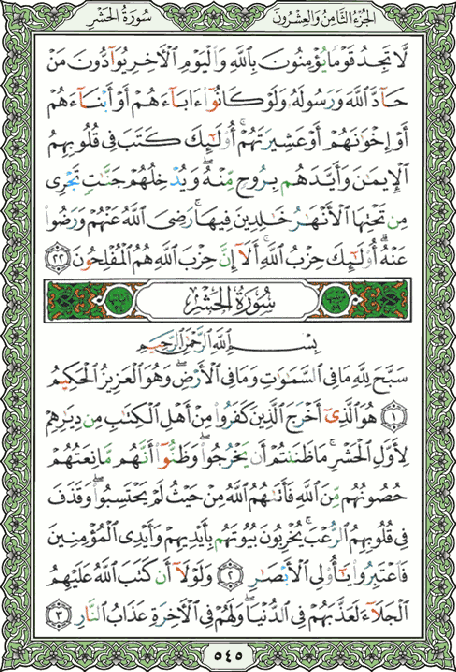 الجزء الثامن والعشرون
سورة الحشر
لَّا تَجِدُ قَوْمًا يُؤْمِنُونَ بِٱللَّهِ وَٱلْيَوْمِ ٱلْأَخِرِ يُوَآدُّونَ مَنْ
حَآدَّ ٱللَّهَ وَرَسُولَهُۥ وَلَوْ كَانُوٓا۟ ءَابَآءَهُمْ أَوْ أَبْنَآءَهُمْ
أَوْ إِخْوَٰنَهُمْ أَوْ عَشِيرَتَهُمْ ۚ أُو۟لَٰٓئِكَ كَتَبَ فِى قُلُوبِهِمُ
ٱلْإِيمَٰنَ وَأَيَّدَهُم بِرُوحٍ مِّنْهُ ۖ وَيُدْخِلُهُمْ جَنَّٰتٍ تَجْرِى
مِن تَحْتِهَا ٱلْأَنْهَٰرُ خَٰلِدِينَ فِيهَا ۚ رَضِىَ ٱللَّهُ عَنْهُمْ وَرَضُوا۟
عَنْهُ ۚ أُو۟لَٰٓئِكَ حِزْبُ ٱللَّهِ ۚ أَلَآ إِنَّ حِزْبَ ٱللَّهِ هُمُ ٱلْمُفْلِحُونَ ٢٢
سُورَةُ الحَشْرِ
بِسْمِ ٱللَّهِ ٱلرَّحْمَٰنِ ٱلرَّحِيمِ
سَبَّحَ لِلَّهِ مَا فِى ٱلسَّمَٰوَٰتِ وَمَا فِى ٱلْأَرْضِ ۖ وَهُوَ ٱلْعَزِيزُ ٱلْحَكِيمُ
١ هُوَ ٱلَّذِىٓ أَخْرَجَ ٱلَّذِينَ كَفَرُوا۟ مِنْ أَهْلِ ٱلْكِتَٰبِ مِن دِيَٰرِهِمْ
لِأَوَّلِ ٱلْحَشْرِ ۚ مَا ظَنَنتُمْ أَن يَخْرُجُوا۟ ۖ وَظَنُّوٓا۟ أَنَّهُم مَّانِعَتُهُمْ
حُصُونُهُم مِّنَ ٱللَّهِ فَأَتَىٰهُمُ ٱللَّهُ مِنْ حَيْثُ لَمْ يَحْتَسِبُوا۟ ۖ وَقَذَفَ
فِى قُلُوبِهِمُ ٱلرُّعْبَ ۚ يُخْرِبُونَ بُيُوتَهُم بِأَيْدِيهِمْ وَأَيْدِى ٱلْمُؤْمِنِينَ
فَٱعْتَبِرُوا۟ يَٰٓأُو۟لِى ٱلْأَبْصَٰرِ ٢ وَلَوْلَآ أَن كَتَبَ ٱللَّهُ عَلَيْهِمُ
ٱلْجَلَآءَ لَعَذَّبَهُمْ فِى ٱلدُّنْيَا ۖ وَلَهُمْ فِى ٱلْأَخِرَةِ عَذَابُ ٱلنَّارِ ٣
٥٤٥